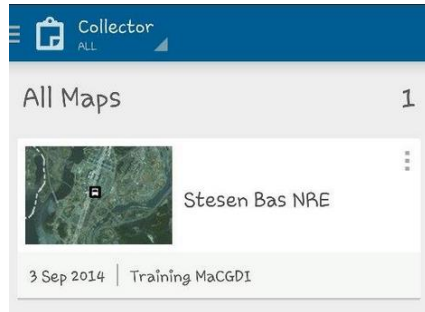 Collector
ALL
All Maps 1
Stesen Bas NRE
3 Sep 2014 | Training MaCGDI